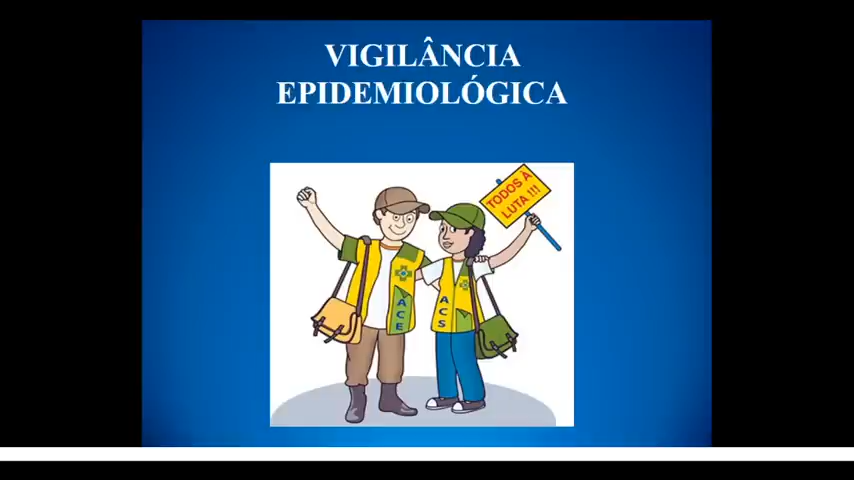 VIGILÂNCIA
EPIDEMIOLÓGICA
TODOS À
LUTA !!!
ACE
ACS